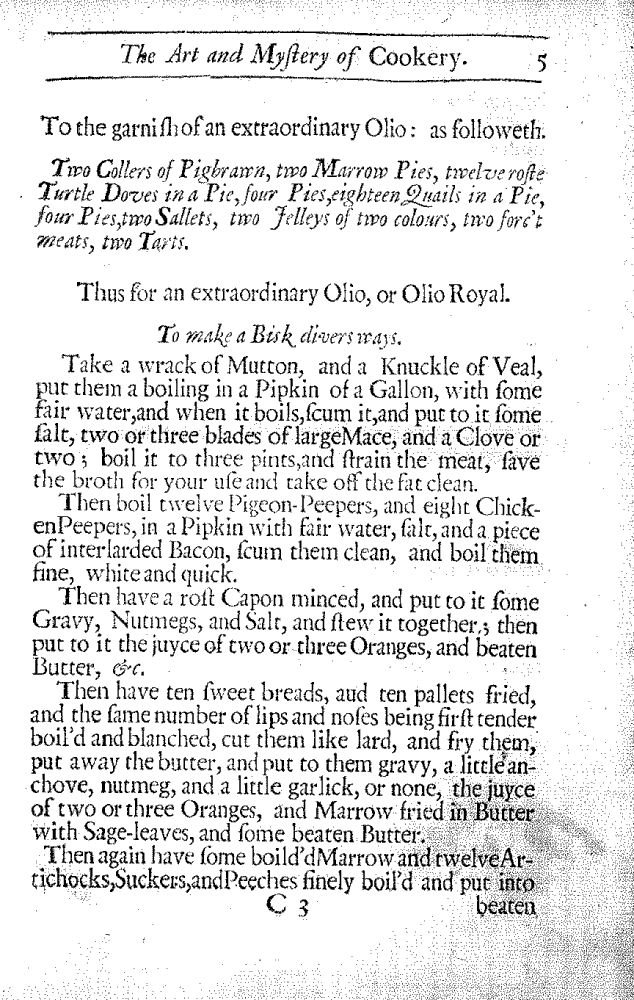 The Art and Myſtery of Cookery. 5
To the garniſh of an extraordinary Olio: as followeth.
Two Collers of Pigbrawn, two Marrow Pies, twelve roſte
Turtle Doves in a Pie, four Pies, eighteen Quails in a Pie,
four Pies, two Sallets, two Jelleys of two colours, two forc't
meats, two Tarts.
Thus for an extraordinary Olio, or Olio Royal.
To make a Bisk divers ways.
Take a wrack of Mutton, and a Knuckle of Veal,
put them a boiling in a Pipkin of a Gallon, with ſome
fair water, and when it boils, ſcum it, and put to it ſome
ſalt, two or three blades of large Mace, and a Clove or
two; boil it to three pints, and ſtrain the meat, ſave
the broth for your uſe and take off the fat clean.
Then boil twelve Pigeon-Peepers, and eight Chick-
en Peepers, in a Pipkin with fair water, ſalt, and a piece
of interlarded Bacon, ſcum them clean, and boil them
fine, white and quick.
Then have a roſt Capon minced, and put to it ſome
Gravy, Nutmegs, and Salt, and ſtew it together; then
put to it the juyce of two or three Oranges, and beaten
Butter, &c.
Then have ten ſweet breads, aud ten pallets fried,
and the ſame number of lips and noſes being firſt tender
boil'd and blanched, cut them like lard, and fry them,
put away the butter, and put to them gravy, a little an-
chove, nutmeg, and a little garlick, or none, the juyce
of two or three Oranges, and Marrow fried in Butter
with Sage-leaves, and ſome beaten Butter.
Then again have ſome boild'd Marrow and twelve Ar-
tichocks, Suckers, and Peeches finely boil'd and put into
C 3 beaten